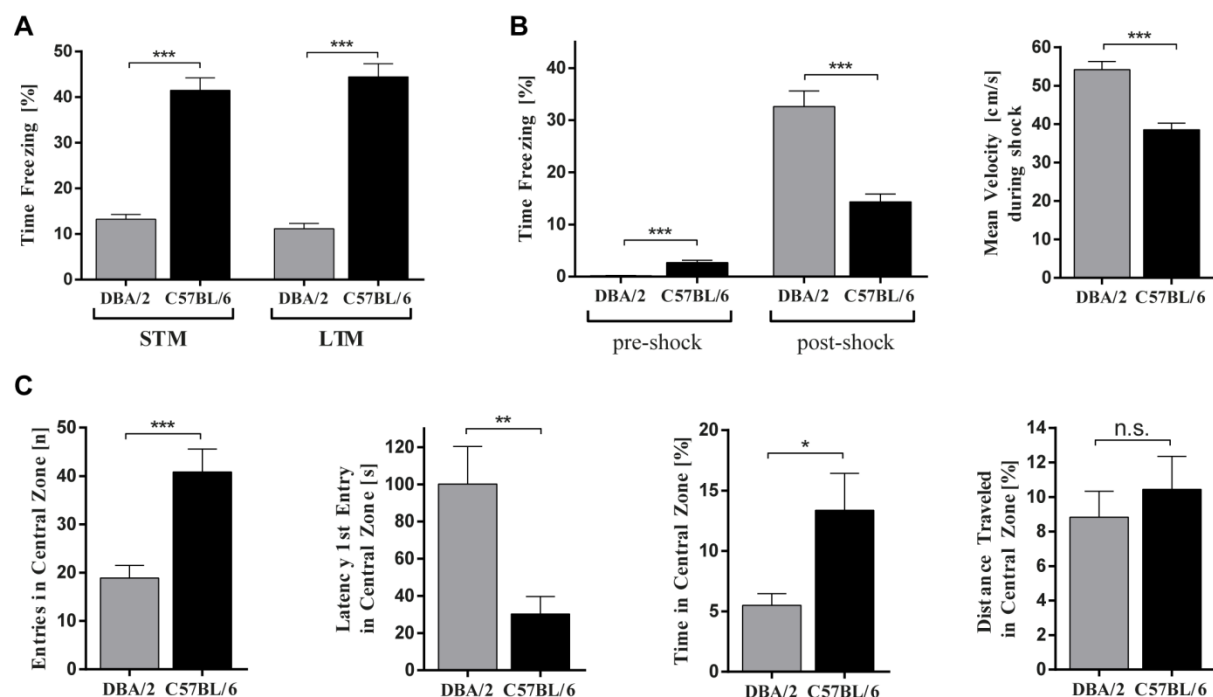 A
Time Freezing [%]
50
40
30
20
10
0
***
***
DBA/2 C57BL/6 DBA/2 C57BL/6
STM LTM
B
Time Freezing [%]
40
30
20
10
0
***
***
DBA/2 C57BL/6 DBA/2 C57BL/6
pre-shock post-shock
Mean Velocity [cm/s]
during shock
60
50
40
30
20
10
0
***
DBA/2 C57BL/6
C
Entries in Central Zone [n]
50
40
30
20
10
0
***
DBA/2 C57BL/6
Latency 1st Entry
in Central Zone [s]
120
100
80
60
40
20
0
**
DBA/2 C57BL/6
Time in Central Zone [%]
20
15
10
5
0
*
DBA/2 C57BL/6
Distance Traveled
in Central Zone [%]
14
12
10
8
6
4
2
0
n.s.
DBA/2 C57BL/6